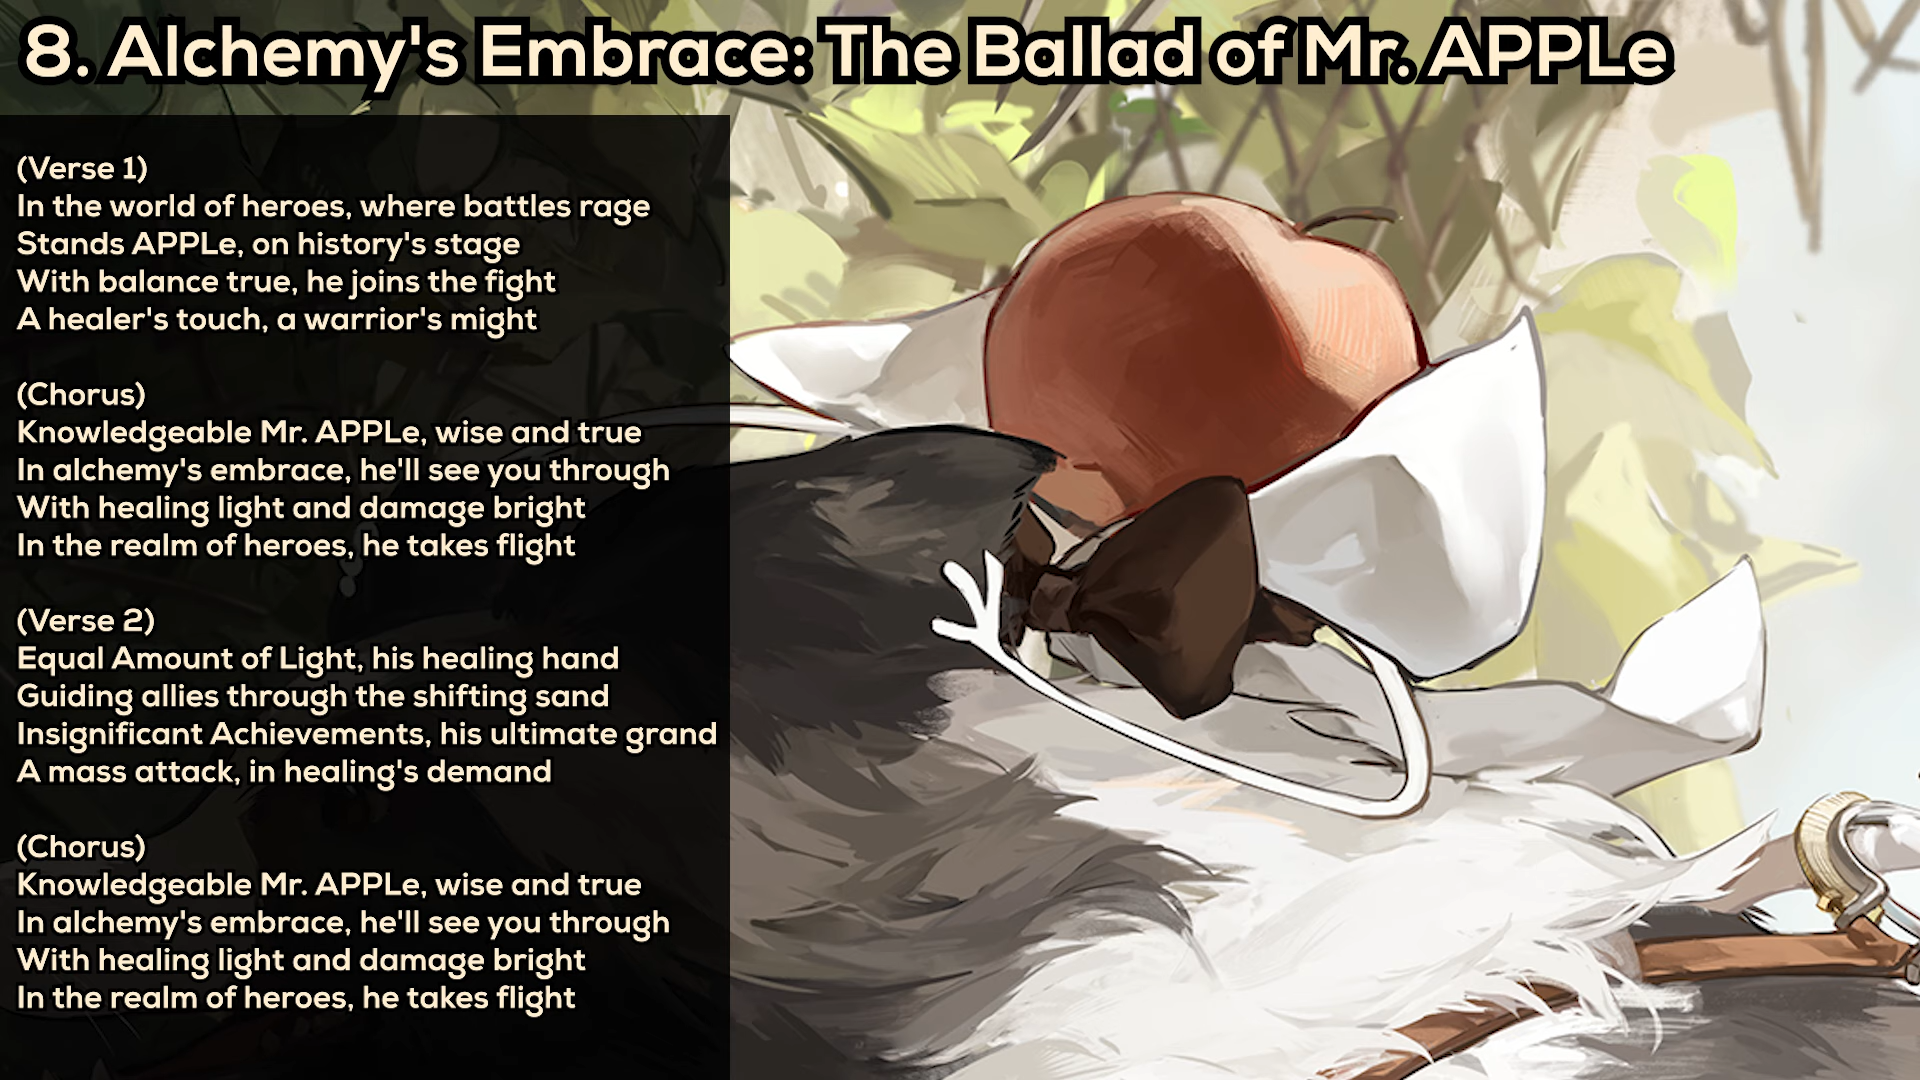 8. Alchemy's Embrace: The Ballad of Mr. APPLe
(Verse 1)
In the world of heroes, where battles rage
Stands APPLe, on history's stage
With balance true, he joins the fight
A healer's touch, a warrior's might
(Chorus)
Knowledgeable Mr. APPLe, wise and true
In alchemy's embrace, he'll see you through
With healing light and damage bright
In the realm of heroes, he takes flight
(Verse 2)
Equal Amount of Light, his healing hand
Guiding allies through the shifting sand
Insignificant Achievements, his ultimate grand
A mass attack, in healing's demand
(Chorus)
Knowledgeable Mr. APPLe, wise and true
In alchemy's embrace, he'll see you through
With healing light and damage bright
In the realm of heroes, he takes flight